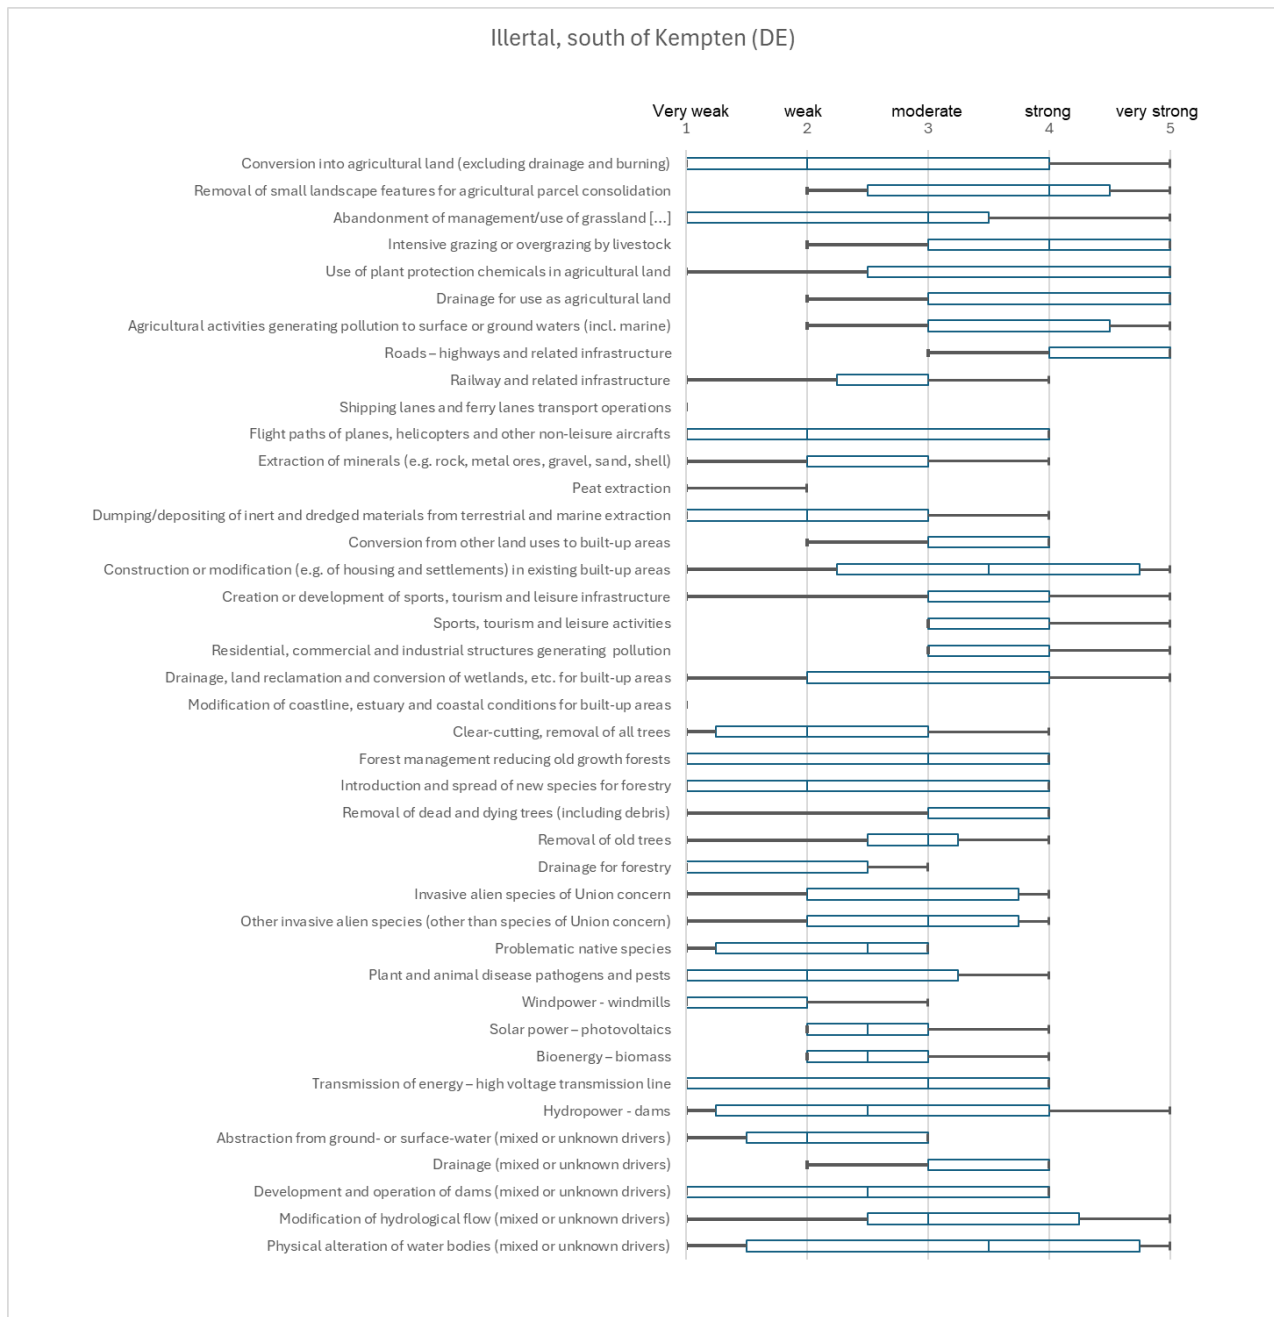 Illertal, south of Kempten (DE)
Very weak weak moderate strong very strong
1 2 3 4 5
Conversion into agricultural land (excluding drainage and burning)
Removal of small landscape features for agricultural parcel consolidation
Abandonment of management/use of grassland [...]
Intensive grazing or overgrazing by livestock
Use of plant protection chemicals in agricultural land
Drainage for use as agricultural land
Agricultural activities generating pollution to surface or ground waters (incl. marine)
Roads – highways and related infrastructure
Railway and related infrastructure
Shipping lanes and ferry lanes transport operations
Flight paths of planes, helicopters and other non-leisure aircrafts
Extraction of minerals (e.g. rock, metal ores, gravel, sand, shell)
Peat extraction
Dumping/depositing of inert and dredged materials from terrestrial and marine extraction
Conversion from other land uses to built-up areas
Construction or modification (e.g. of housing and settlements) in existing built-up areas
Creation or development of sports, tourism and leisure infrastructure
Sports, tourism and leisure activities
Residential, commercial and industrial structures generating pollution
Drainage, land reclamation and conversion of wetlands, etc. for built-up areas
Modification of coastline, estuary and coastal conditions for built-up areas
Clear-cutting, removal of all trees
Forest management reducing old growth forests
Introduction and spread of new species for forestry
Removal of dead and dying trees (including debris)
Removal of old trees
Drainage for forestry
Invasive alien species of Union concern
Other invasive alien species (other than species of Union concern)
Problematic native species
Plant and animal disease pathogens and pests
Windpower - windmills
Solar power – photovoltaics
Bioenergy – biomass
Transmission of energy – high voltage transmission line
Hydropower - dams
Abstraction from ground- or surface-water (mixed or unknown drivers)
Drainage (mixed or unknown drivers)
Development and operation of dams (mixed or unknown drivers)
Modification of hydrological flow (mixed or unknown drivers)
Physical alteration of water bodies (mixed or unknown drivers)